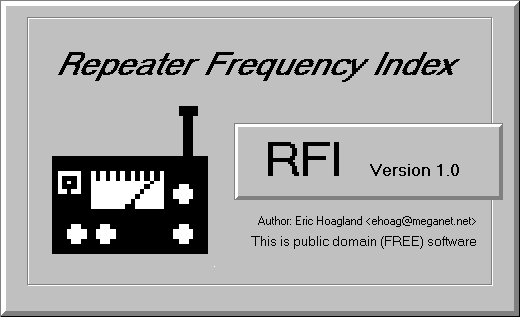 Repeater Frequency Index
RFI Version 1.0
Author: Eric Hoagland <ehoag@meganet.net>
This is public domain (FREE) software